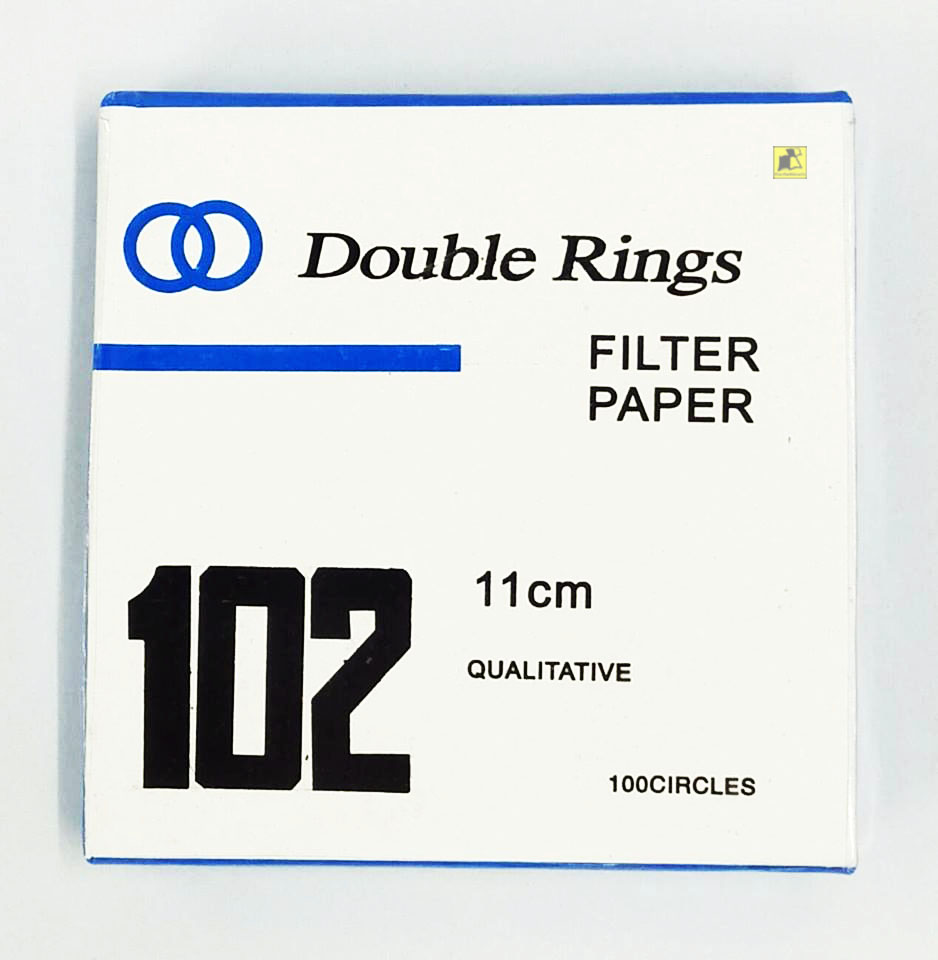 Double Rings
FILTER
PAPER
102
11cm
QUALITATIVE
100CIRCLES